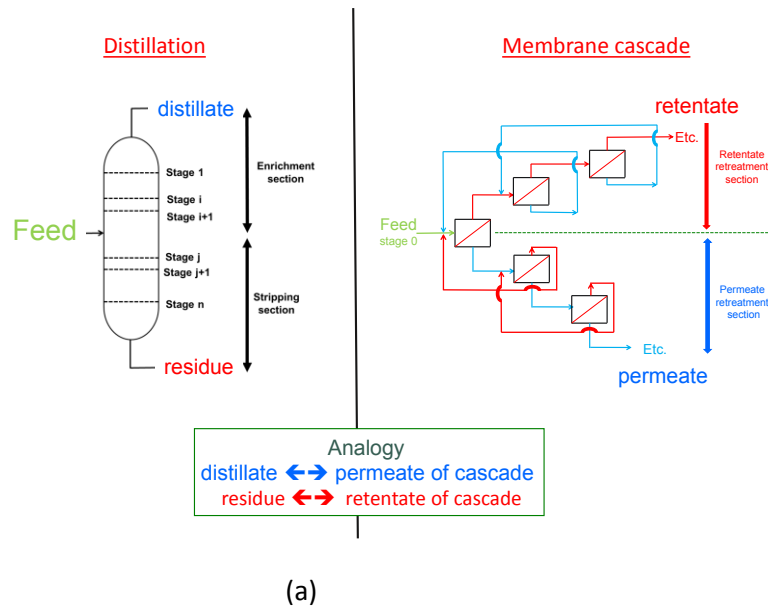 Distillation
distillate
Stage 1
Enrichment
section
Stage i
Stage i+1
Feed
Stage j
Stage j+1
Stripping
section
Stage n
residue
Membrane cascade
retentate
Etc.
Retentate
retreatment
section
Feed
stage 0
Permeate
retreatment
section
Etc.
permeate
Analogy
distillate ↔ permeate of cascade
residue ↔ retentate of cascade
(a)